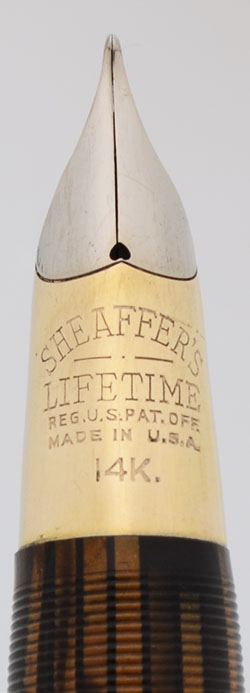 SHEAFFER'S
LIFETIME
REG.U.S.PAT.OFF.
MADE IN U.S.A.
14K.